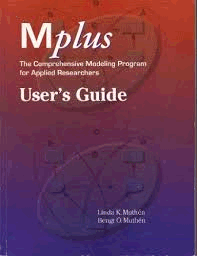 Mplus
The Comprehensive Modeling Program
for Applied Researchers
User's Guide
Linda K. Muthén
Bengt O. Muthén